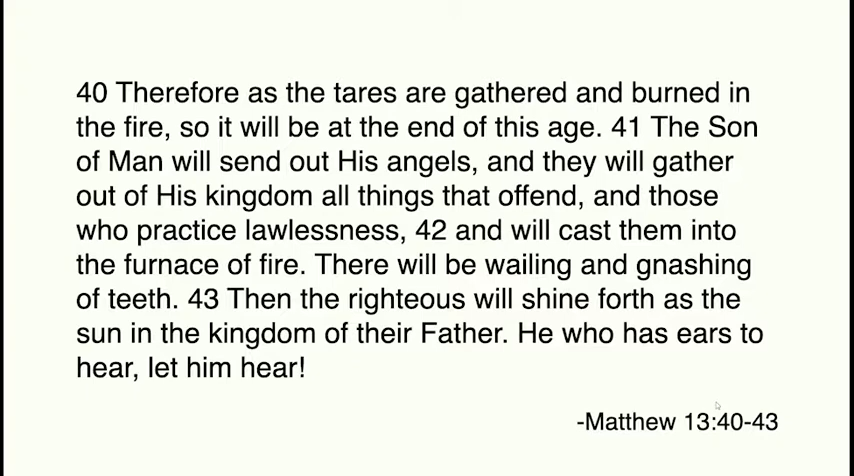 40 Therefore as the tares are gathered and burned in
the fire, so it will be at the end of this age. 41 The Son
of Man will send out His angels, and they will gather
out of His kingdom all things that offend, and those
who practice lawlessness, 42 and will cast them into
the furnace of fire. There will be wailing and gnashing
of teeth. 43 Then the righteous will shine forth as the
sun in the kingdom of their Father. He who has ears to
hear, let him hear!
-Matthew 13:40-43